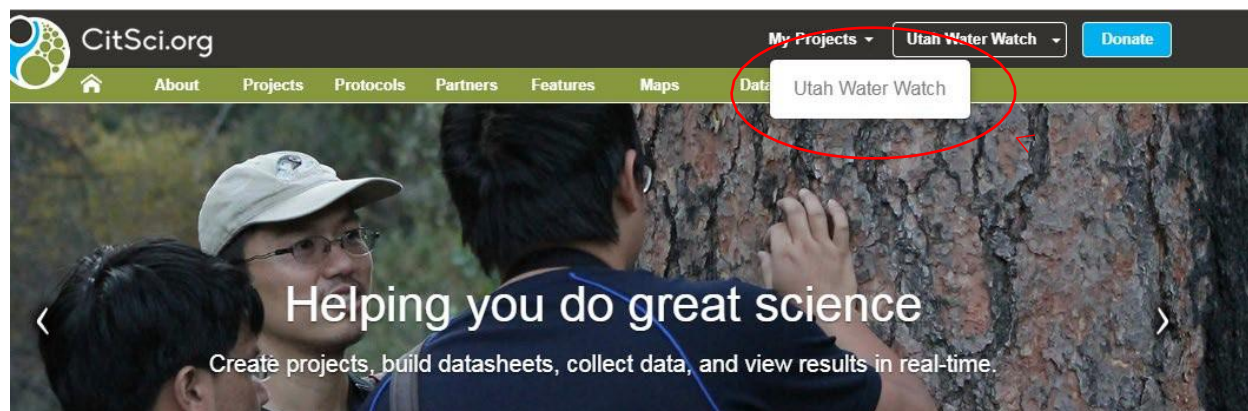 CitSci.org
My Projects
Utah Water Watch
Donate
About Projects Protocols Partners Features Maps Data
Utah Water Watch
Helping you do great science
Create projects, build datasheets, collect data, and view results in real-time.